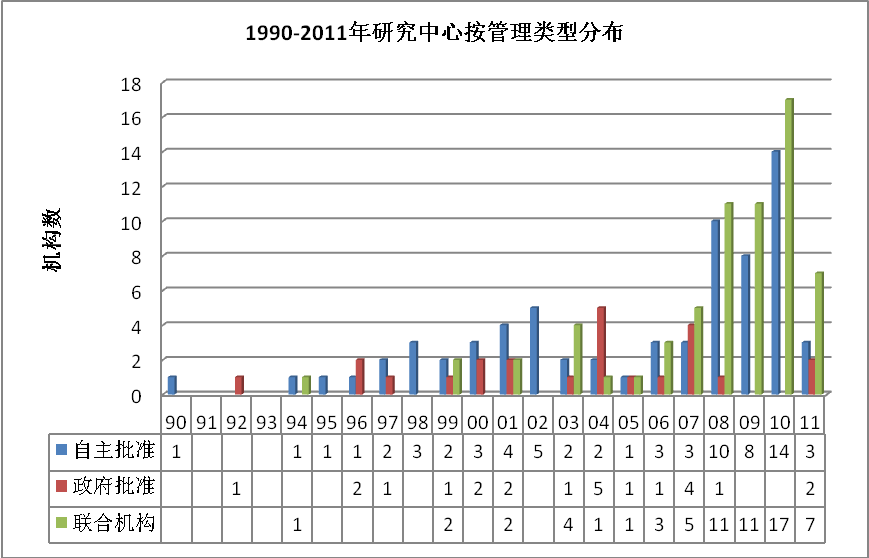 1990-2011年研究中心按管理类型分布
机构数
18
16
14
12
10
8
6
4
2
0
90 91 92 93 94 95 96 97 98 99 00 01 02 03 04 05 06 07 08 09 10 11
自主批准 1 1 1 1 2 3 2 3 4 5 2 2 1 3 3 10 8 14 3
政府批准 1 2 1 1 2 2 1 5 1 1 4 1 2
联合机构 1 2 2 4 1 1 3 5 11 11 17 7